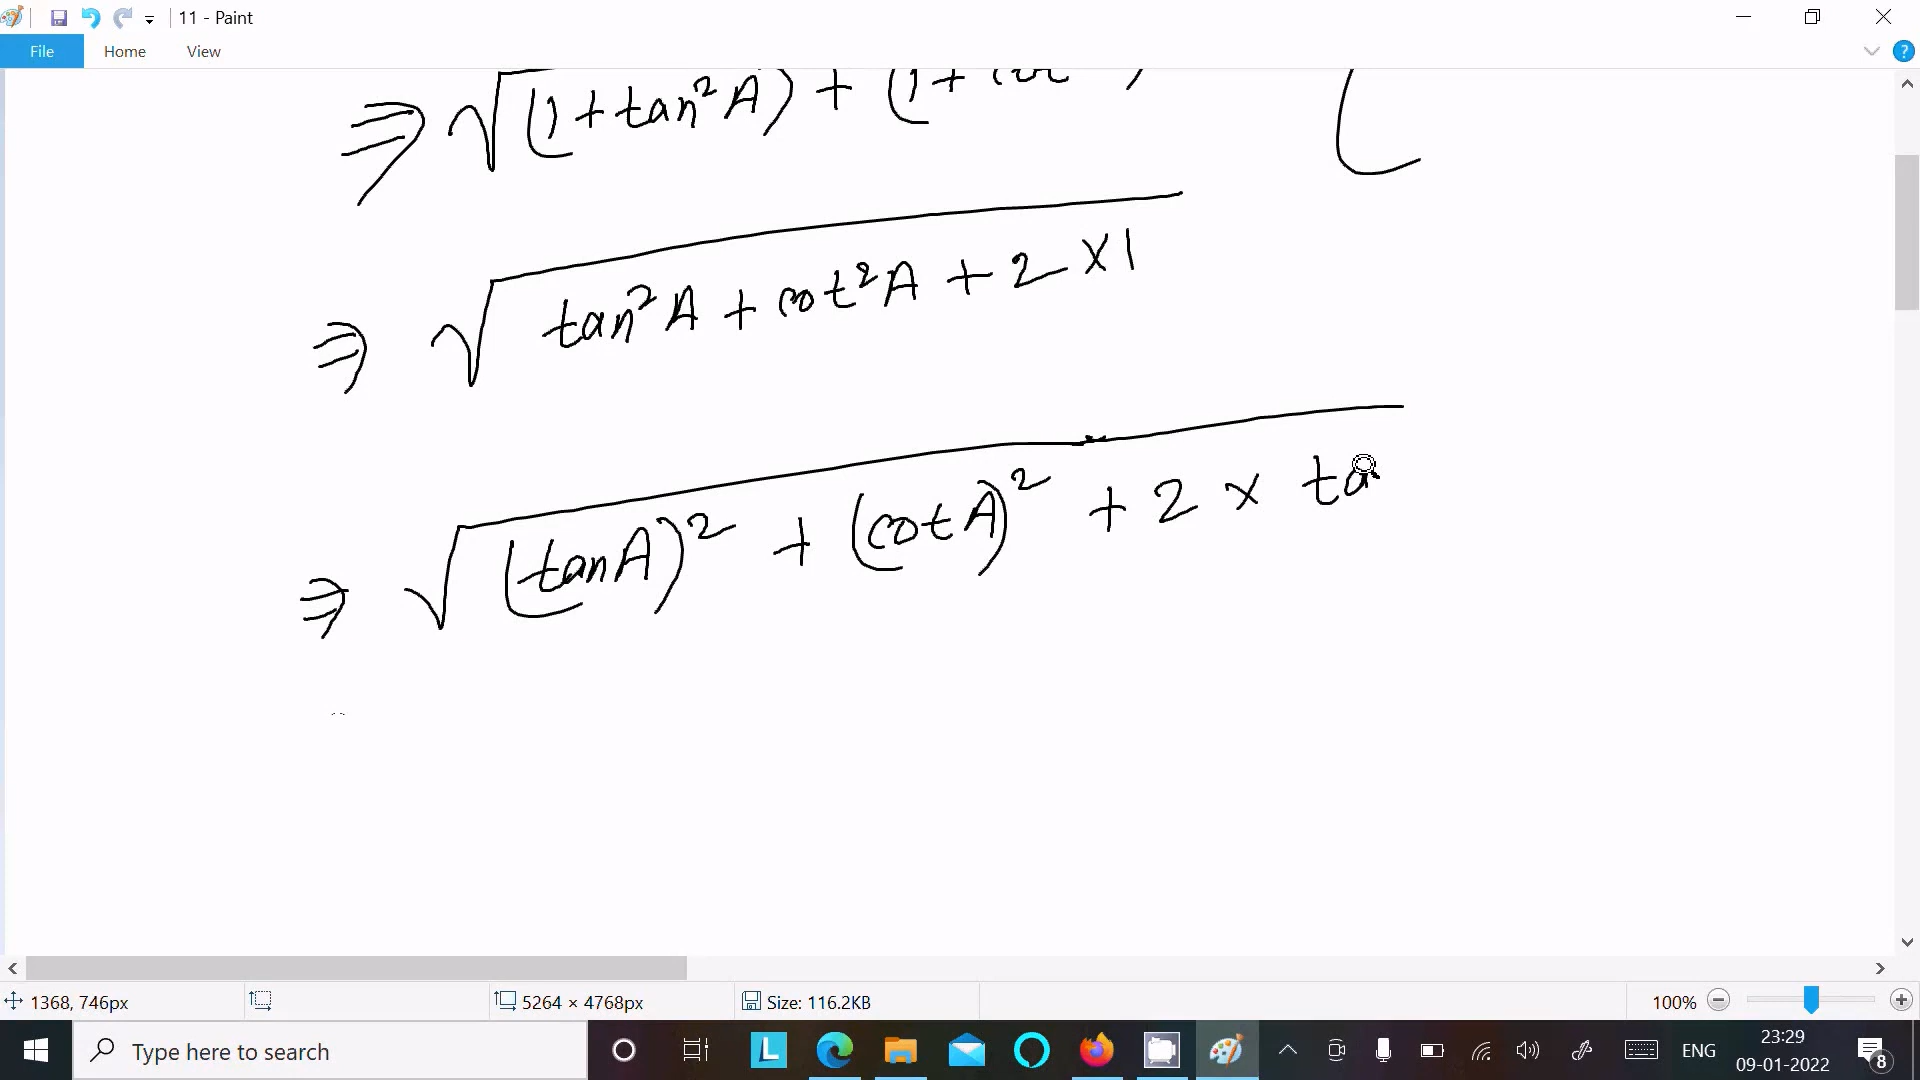 11 - Paint
File Home View
⇒ √(1 + tan²A) + (1 +
⇒ √tan²A + cot²A + 2 × 1
⇒ √(tanA)² + (cotA)² + 2 × ta
1368, 746px 5264 × 4768px Size: 116.2KB 100%
Type here to search
L
ENG
23:29
09-01-2022
8